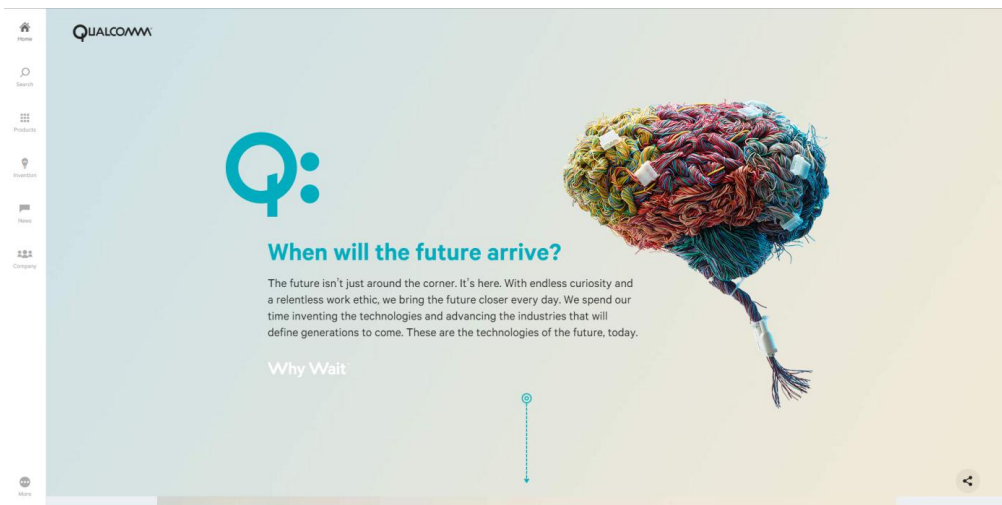 Home
Search
Products
Invention
News
Company
More
QUALCOMM
Q:
When will the future arrive?
The future isn't just around the corner. It's here. With endless curiosity and
a relentless work ethic, we bring the future closer every day. We spend our
time inventing the technologies and advancing the industries that will
define generations to come. These are the technologies of the future, today.
Why Wait